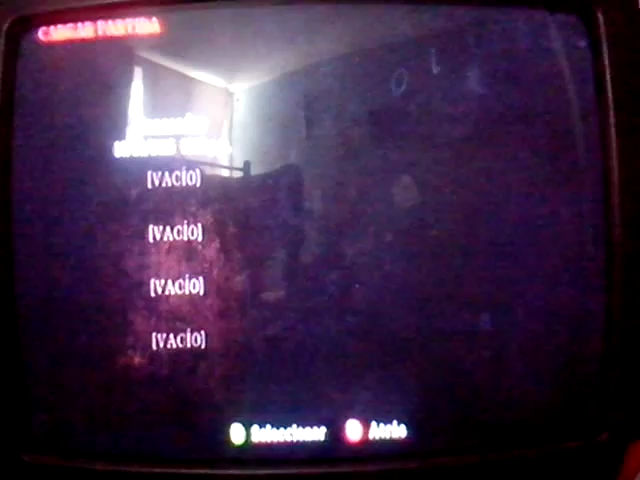 CARGAR PARTIDA
[VACÍO]
[VACÍO]
[VACÍO]
[VACÍO]
Seleccionar Atrás